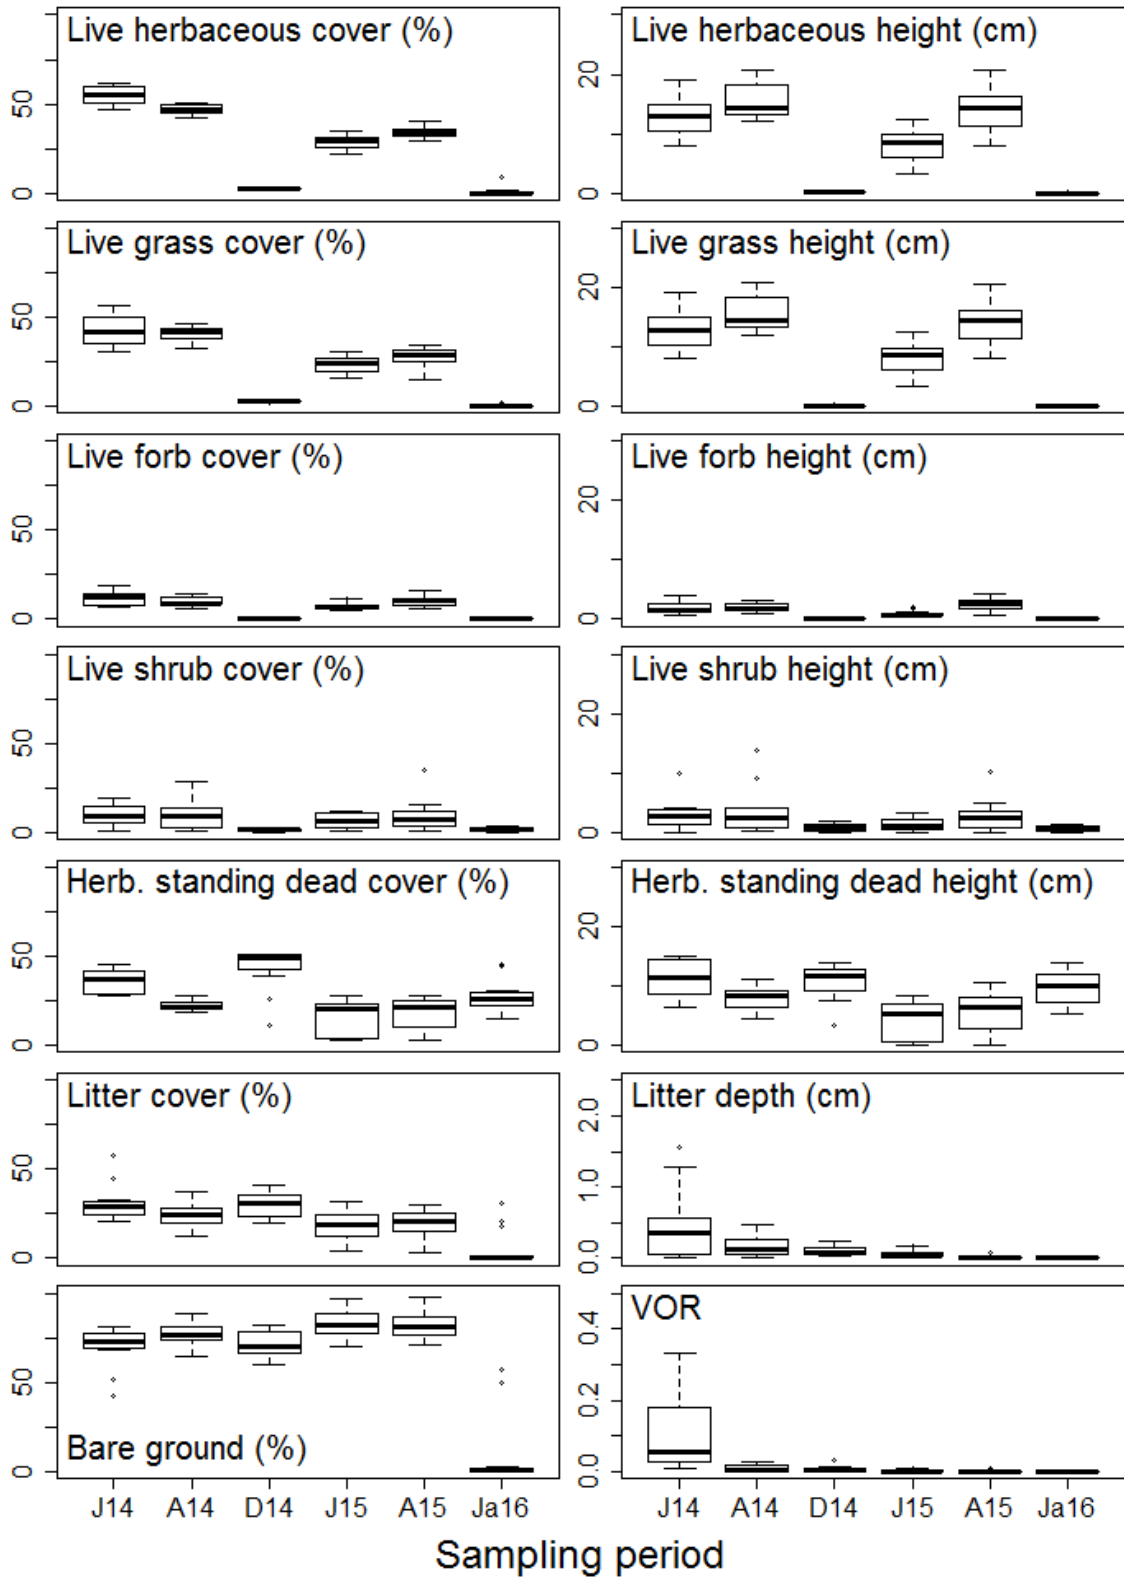 Live herbaceous cover (%)
0 50
Live herbaceous height (cm)
0 20
Live grass cover (%)
0 50
Live grass height (cm)
0 20
Live forb cover (%)
0 50
Live forb height (cm)
0 20
Live shrub cover (%)
0 50
Live shrub height (cm)
0 20
Herb. standing dead cover (%)
0 50
Herb. standing dead height (cm)
0 20
Litter cover (%)
0 50
Litter depth (cm)
0.0 1.0 2.0
Bare ground (%)
0 50
VOR
0.0 0.2 0.4
J14 A14 D14 J15 A15 Ja16
J14 A14 D14 J15 A15 Ja16
Sampling period